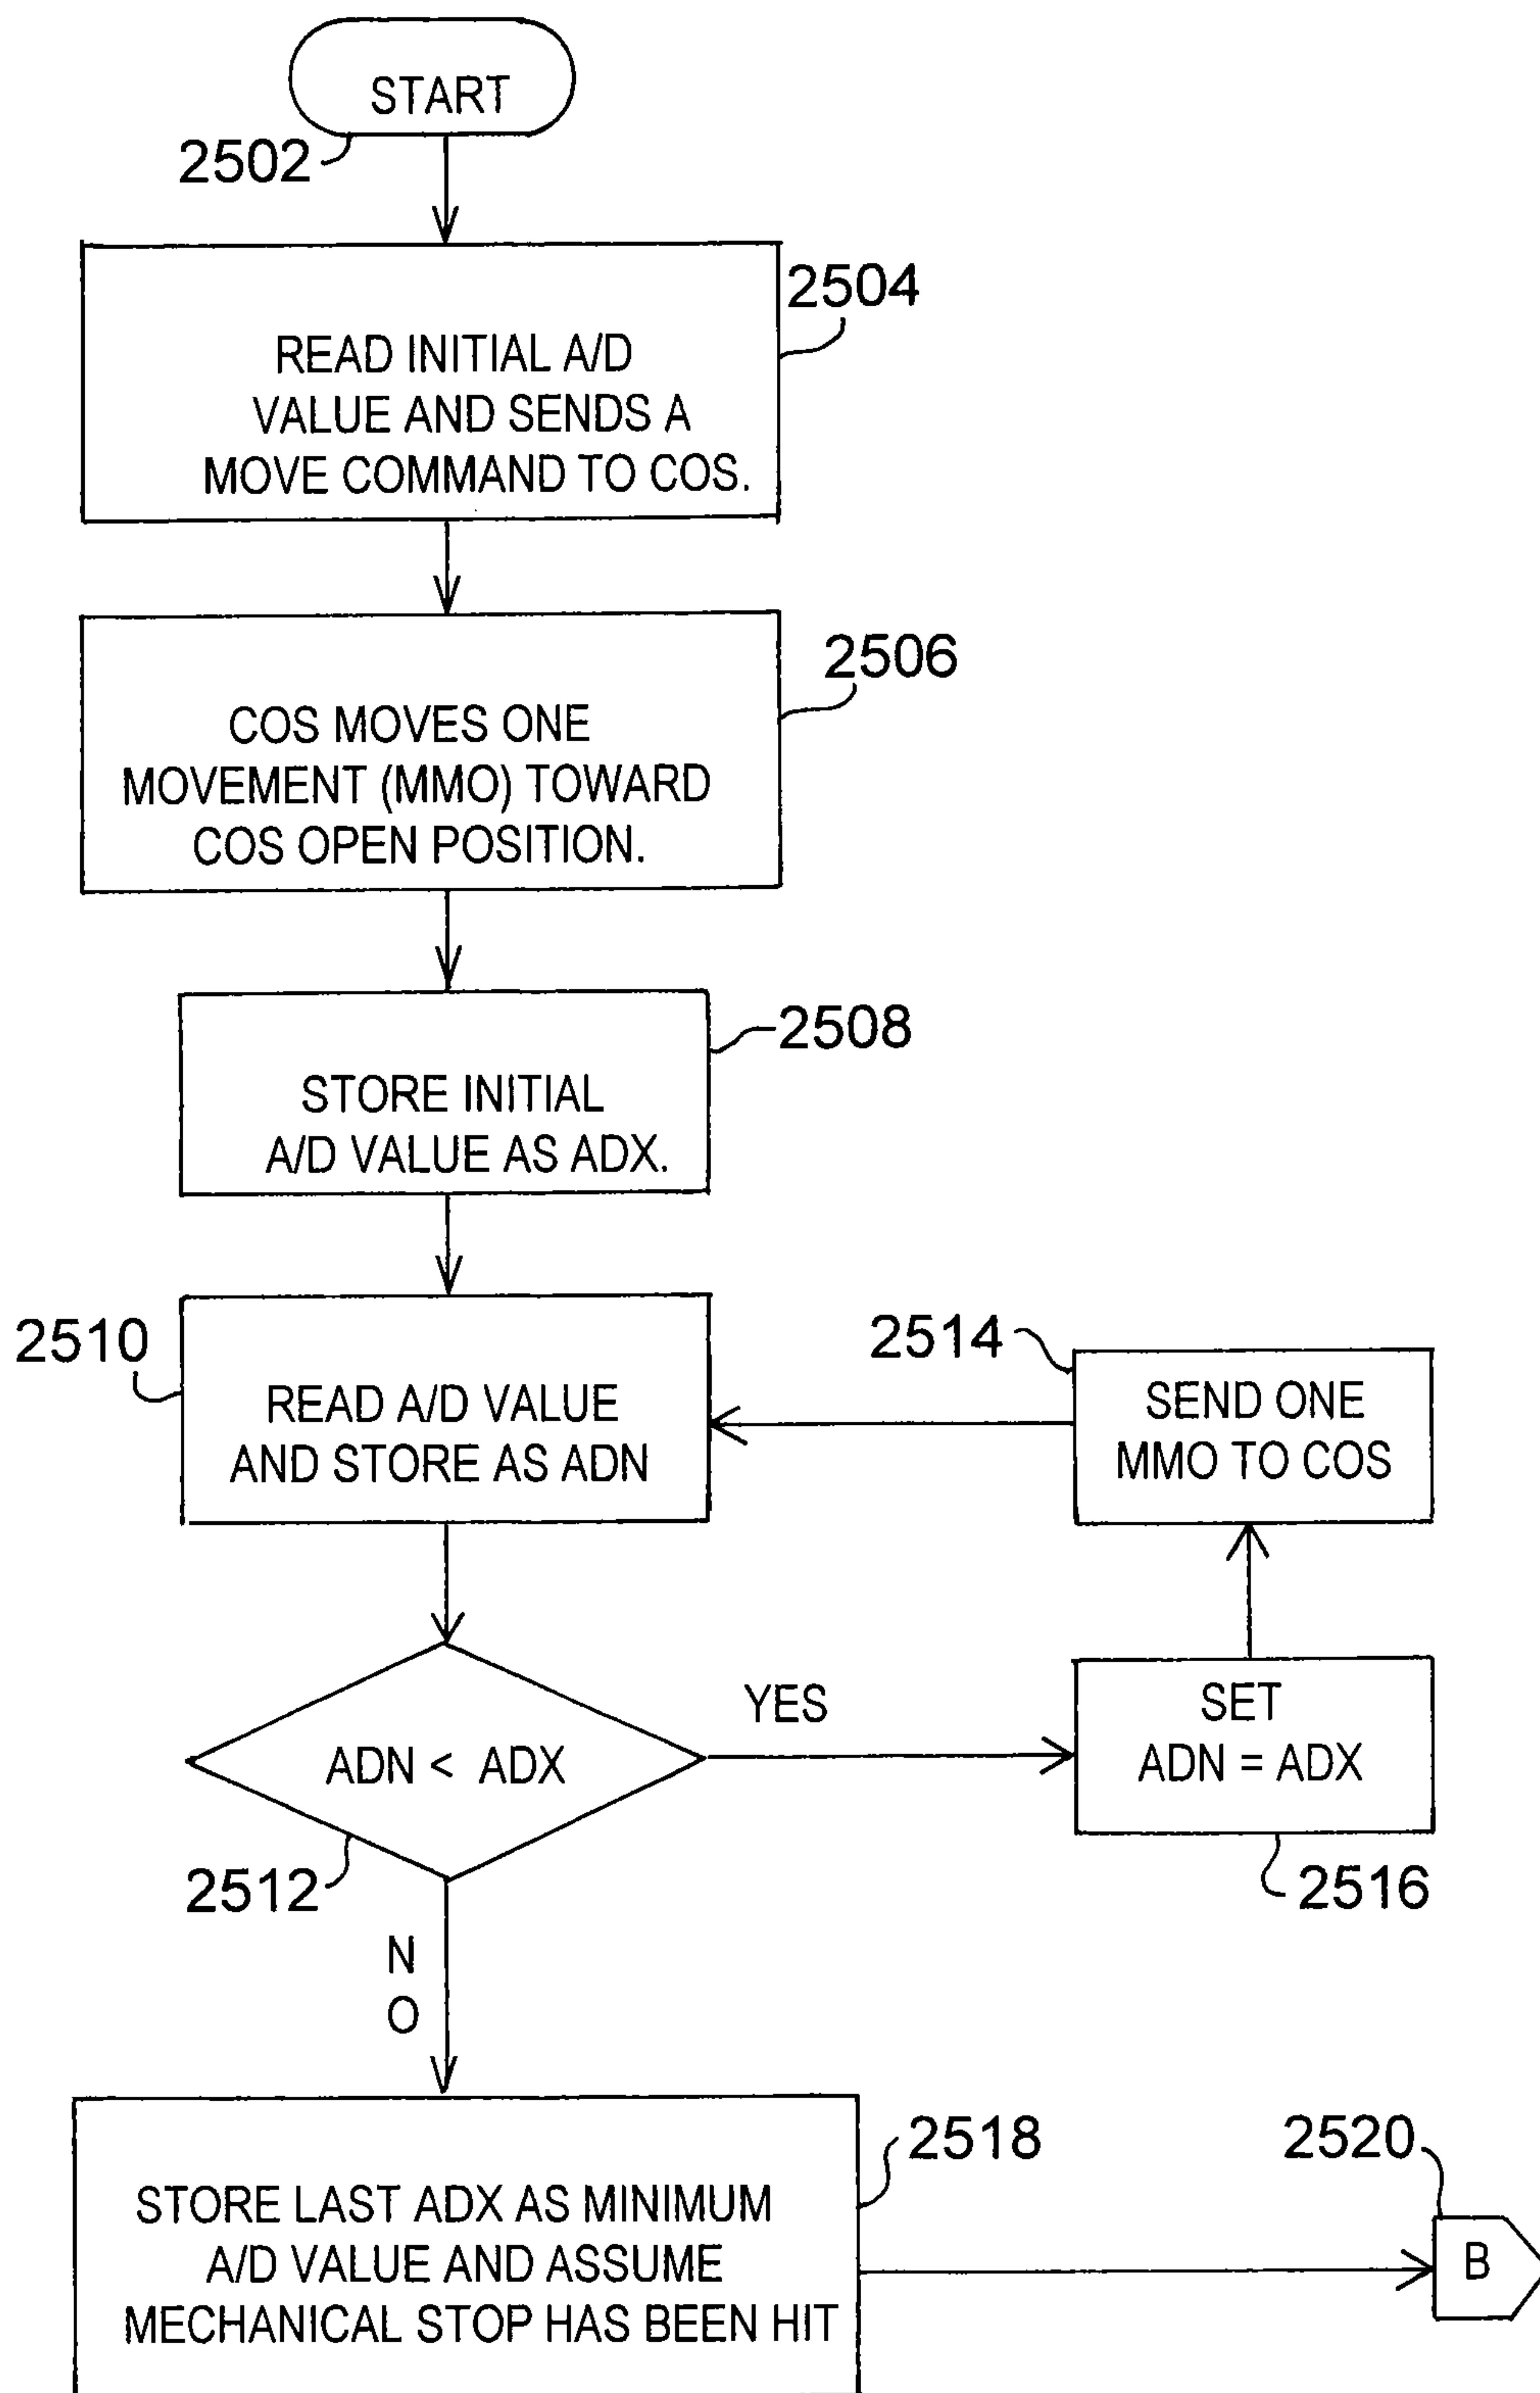 START
2502
2504
READ INITIAL A/D
VALUE AND SENDS A
MOVE COMMAND TO COS.
2506
COS MOVES ONE
MOVEMENT (MMO) TOWARD
COS OPEN POSITION.
2508
STORE INITIAL
A/D VALUE AS ADX.
2510
READ A/D VALUE
AND STORE AS ADN
2514
SEND ONE
MMO TO COS
ADN < ADX
2512
YES
SET
ADN = ADX
2516
N
O
2518
STORE LAST ADX AS MINIMUM
A/D VALUE AND ASSUME
MECHANICAL STOP HAS BEEN HIT
2520
B